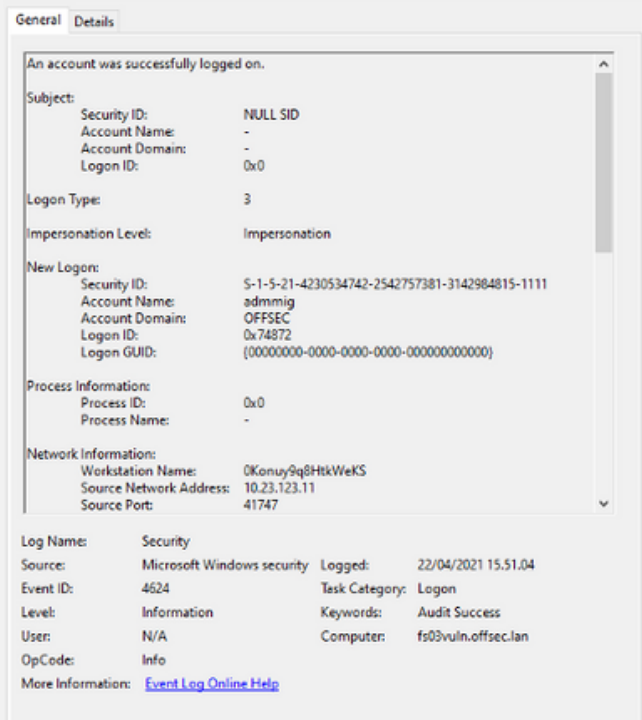 General Details
An account was successfully logged on.
Subject:
Security ID: NULL SID
Account Name: -
Account Domain: -
Logon ID: 0x0
Logon Type: 3
Impersonation Level: Impersonation
New Logon:
Security ID: S-1-5-21-4230534742-2542757381-3142984815-1111
Account Name: admmig
Account Domain: OFFSEC
Logon ID: 0x74872
Logon GUID: {00000000-0000-0000-0000-000000000000}
Process Information:
Process ID: 0x0
Process Name: -
Network Information:
Workstation Name: 0Konuy9q8HtkWeKS
Source Network Address: 10.23.123.11
Source Port: 41747
Log Name: Security
Source: Microsoft Windows security Logged: 22/04/2021 15.51.04
Event ID: 4624 Task Category: Logon
Level: Information Keywords: Audit Success
User: N/A Computer: fs03vuln.offsec.lan
OpCode: Info
More Information: Event Log Online Help